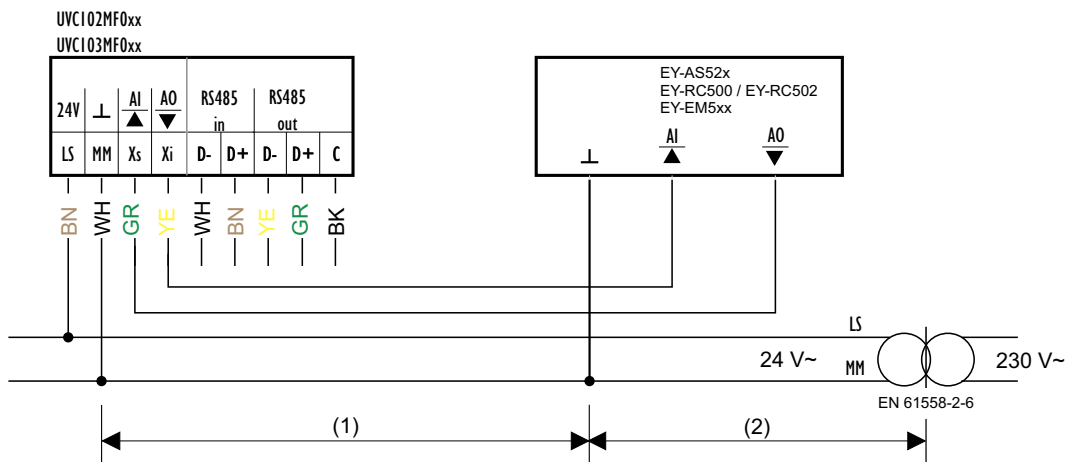 UVC102MF0xx
UVC103MF0xx
24V ⊥ AI AO RS485 in RS485 out
LS MM Xs Xi D- D+ D- D+ C
BN WH GR YE WH BN YE GR BK
EY-AS52x
EY-RC500 / EY-RC502
EY-EM5xx
⊥ AI AO
LS
24 V~ 230 V~
MM
EN 61558-2-6
(1) (2)